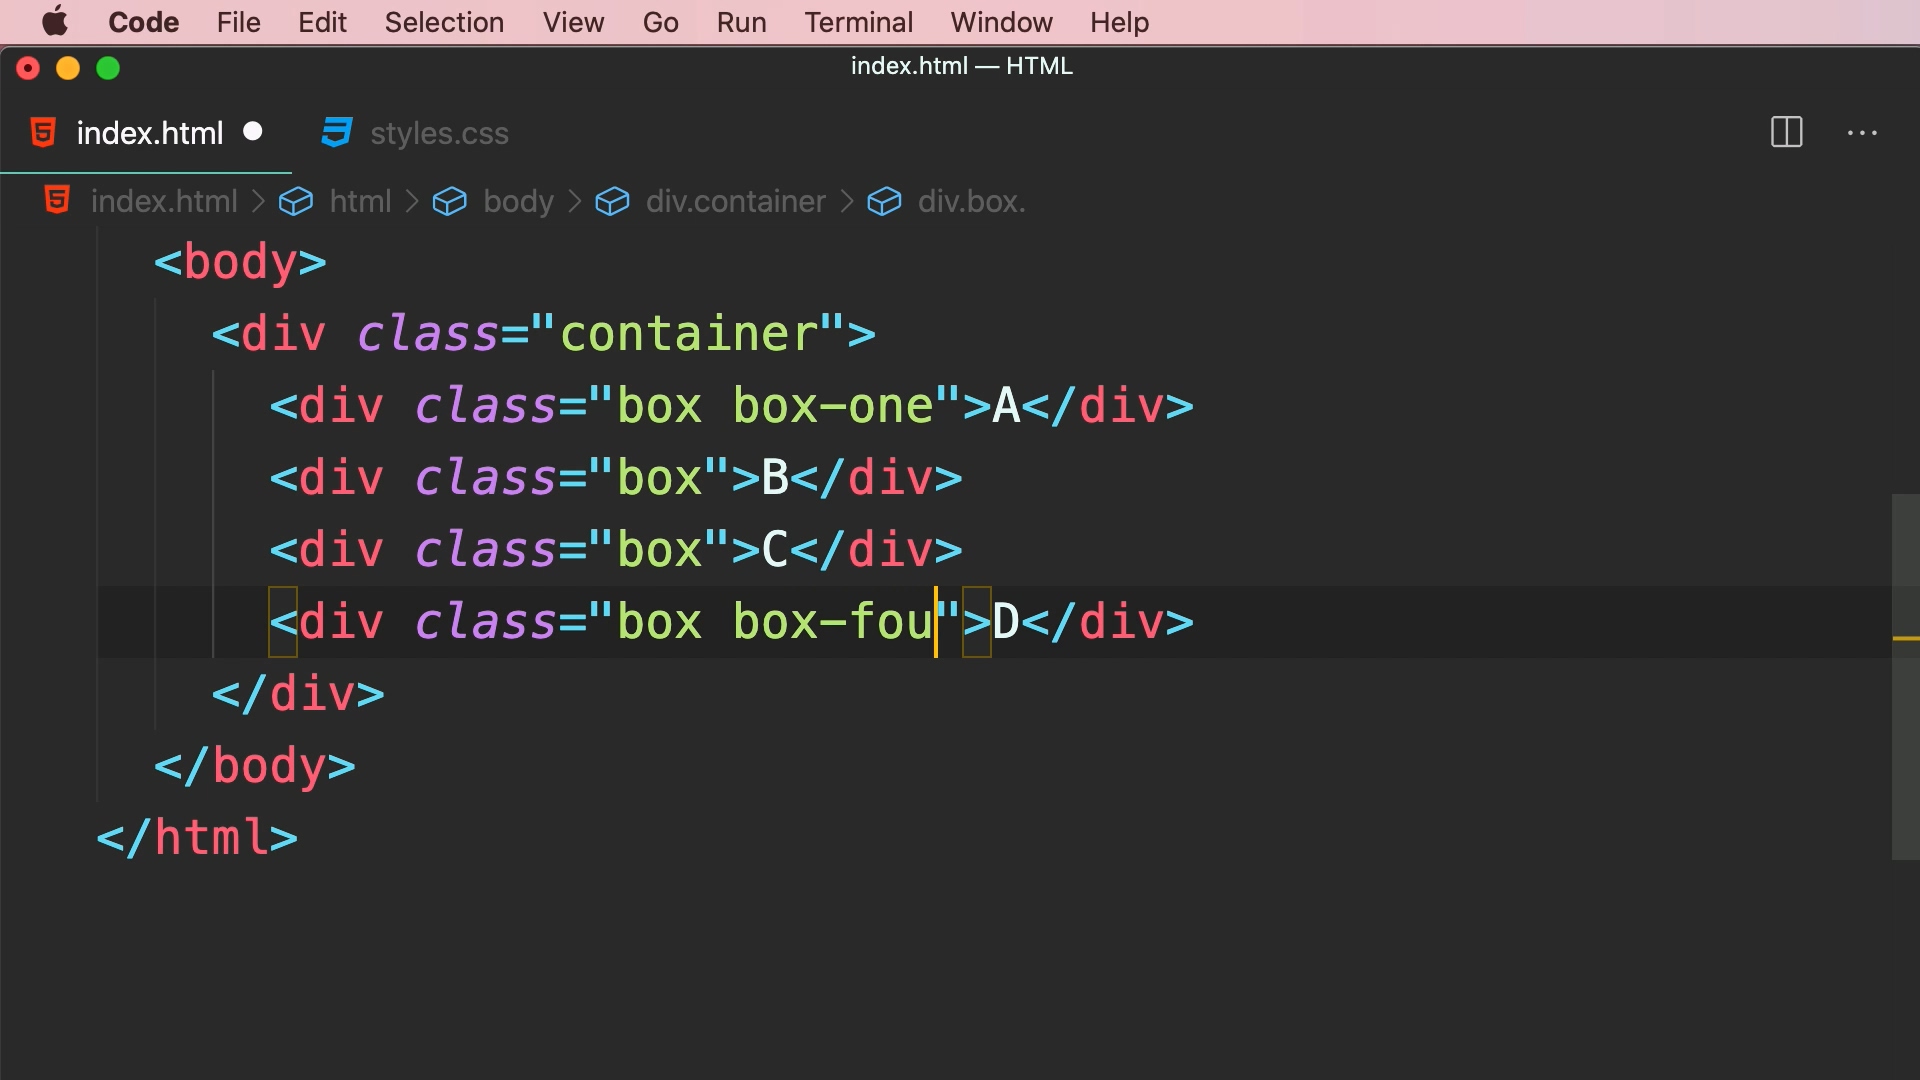 Code File Edit Selection View Go Run Terminal Window Help
index.html — HTML
index.html styles.css
index.html > html > body > div.container > div.box.
<body>
<div class="container">
<div class="box box-one">A</div>
<div class="box">B</div>
<div class="box">C</div>
<div class="box box-fou">D</div>
</div>
</body>
</html>